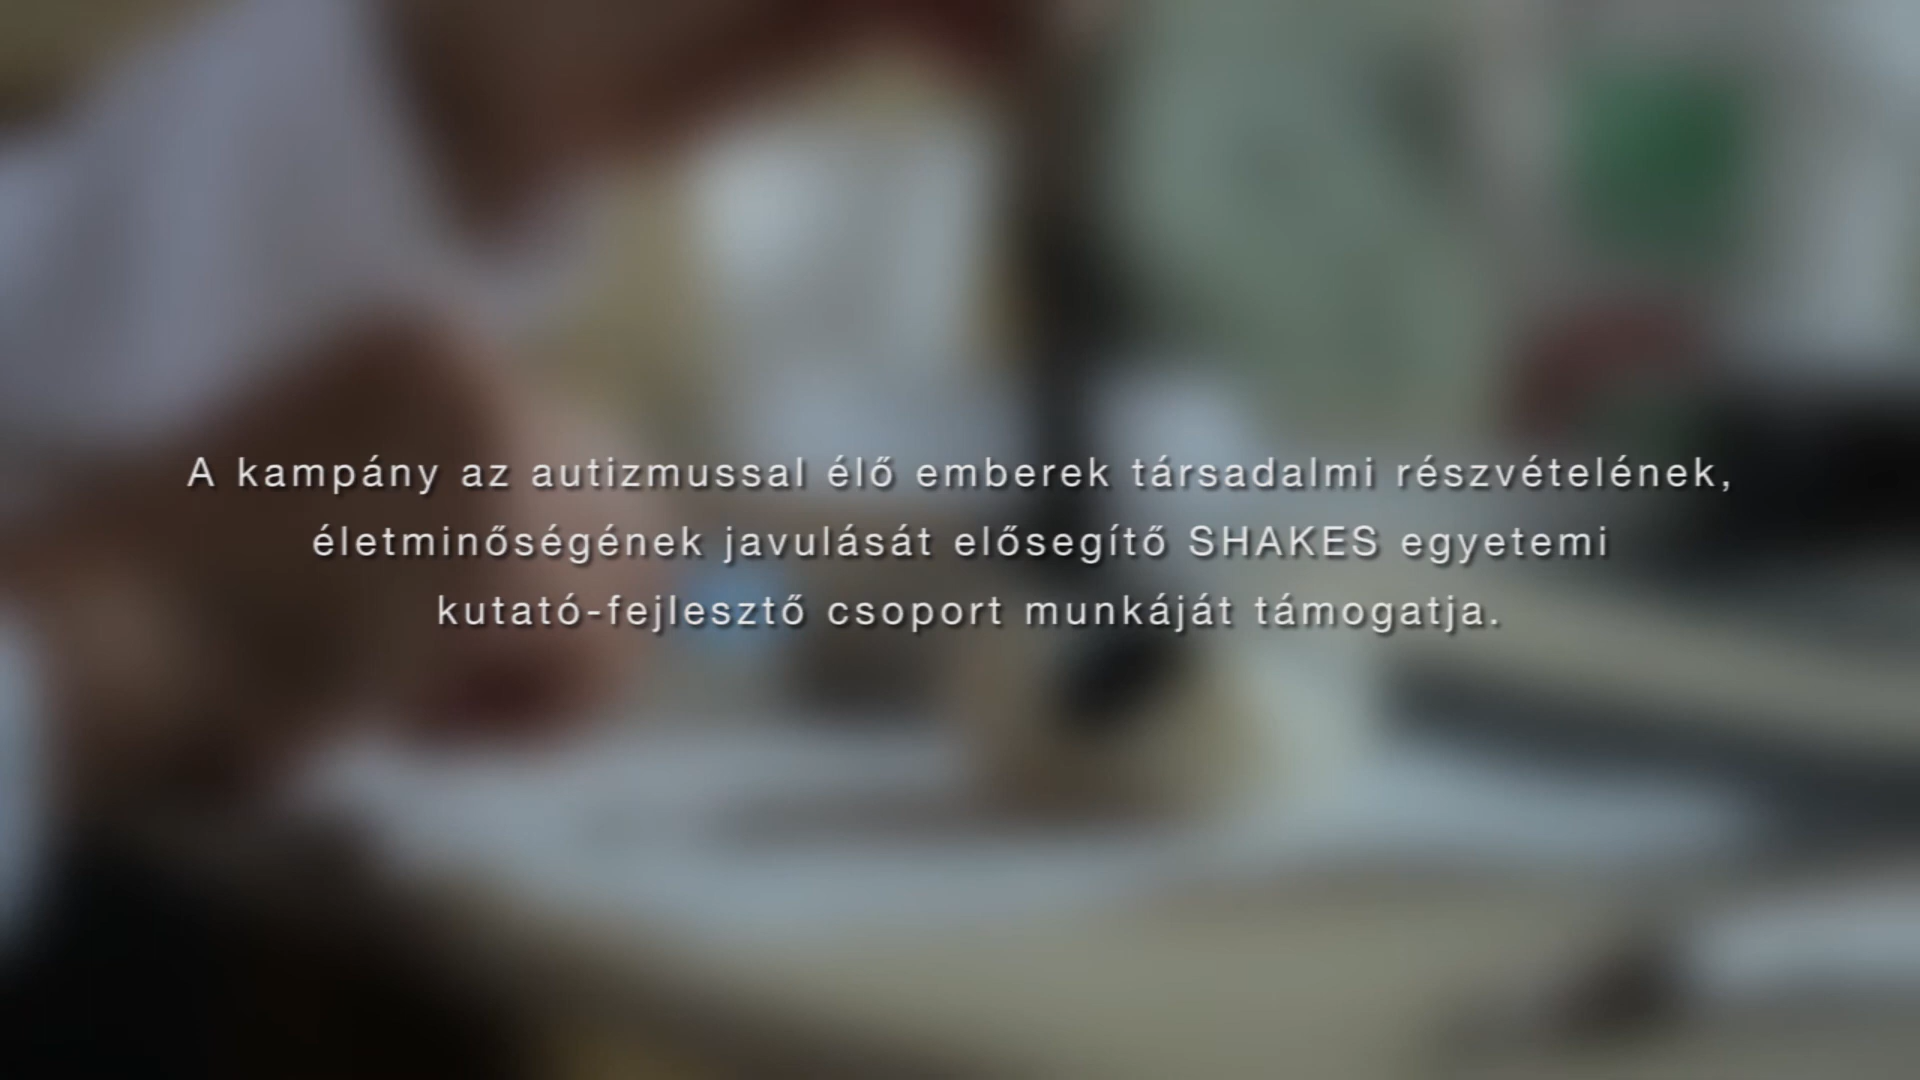 A kampány az autizmussal élő emberek társadalmi részvételének,
életminőségének javulását elősegítő SHAKES egyetemi
kutató-fejlesztő csoport munkáját támogatja.